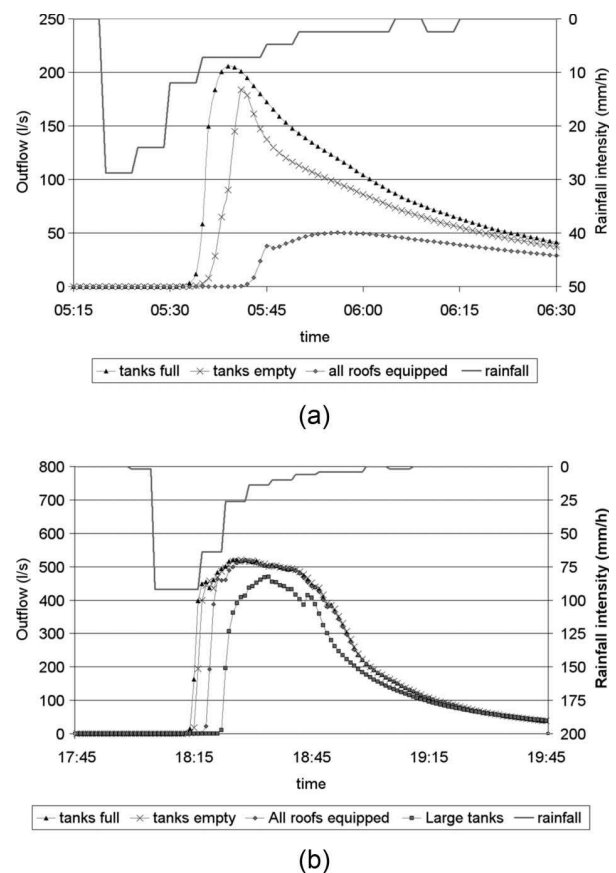 250
200
150
100
50
0
Outflow (l/s)
0
10
20
30
40
50
Rainfall intensity (mm/h)
05:15 05:30 05:45 06:00 06:15 06:30
time
tanks full tanks empty all roofs equipped rainfall
(a)
800
700
600
500
400
300
200
100
0
Outflow (l/s)
0
25
50
75
100
125
150
175
200
Rainfall intensity (mm/h)
17:45 18:15 18:45 19:15 19:45
time
tanks full tanks empty All roofs equipped Large tanks rainfall
(b)